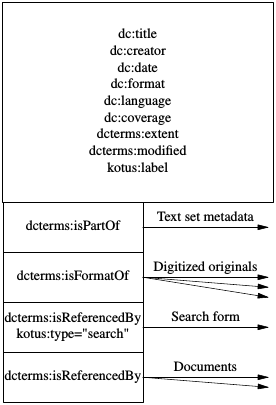 dc:title
dc:creator
dc:date
dc:format
dc:language
dc:coverage
dcterms:extent
dcterms:modified
kotus:label
dcterms:isPartOf
Text set metadata
dcterms:isFormatOf
Digitized originals
dcterms:isReferencedBy
kotus:type="search"
Search form
dcterms:isReferencedBy
Documents